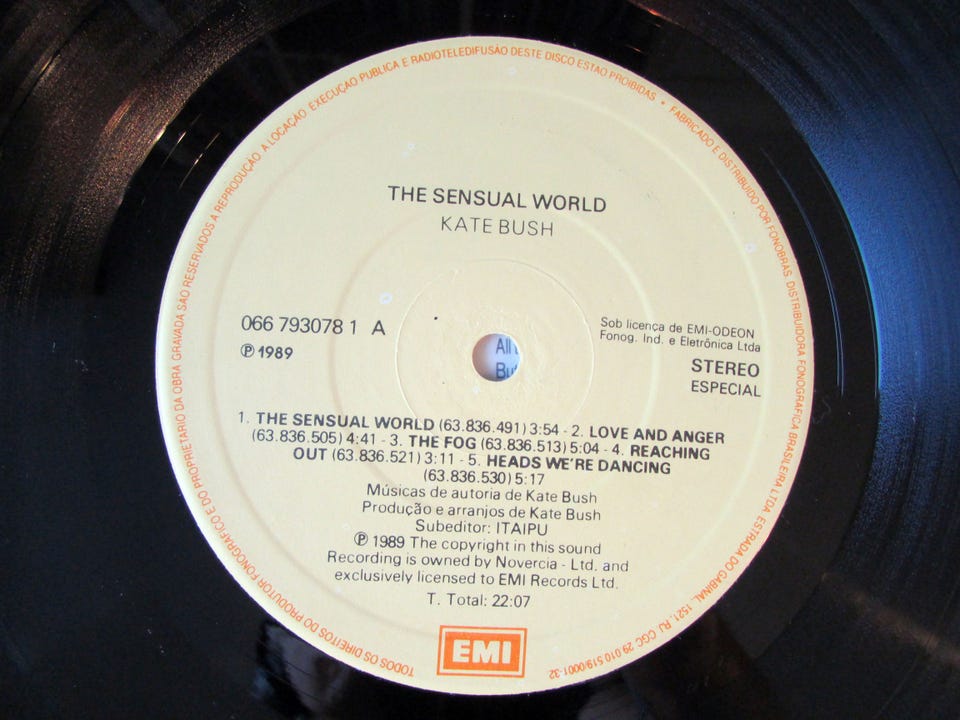 TODOS OS DIREITOS DO PRODUTOR FONOGRÁFICO E DO PROPRIETÁRIO DA OBRA GRAVADA SÃO RESERVADOS A REPRODUÇÃO A LOCAÇÃO EXECUÇÃO PUBLICA E RADIOTELEDIFUSÃO DESTE DISCO ESTÃO PROIBIDAS • FABRICADO E DISTRIBUIDO POR FONOBRAS DISTRIBUIDORA FONOGRÁFICA BRASILEIRA LTDA. ESTRADA DO GABINAL, 1521, RJ, CGC 29.010.519/0001-32
THE SENSUAL WORLD
KATE BUSH
066 793078 1 A
℗ 1989
Sob licença de EMI-ODEON
Fonog. Ind. e Eletrônica Ltda
STEREO
ESPECIAL
All
Bu
1. THE SENSUAL WORLD (63.836.491) 3:54 - 2. LOVE AND ANGER
(63.836.505) 4:41 - 3. THE FOG (63.836.513) 5:04 - 4. REACHING
OUT (63.836.521) 3:11 - 5. HEADS WE'RE DANCING
(63.836.530) 5:17
Músicas de autoria de Kate Bush
Produção e arranjos de Kate Bush
Subeditor: ITAIPU
℗ 1989 The copyright in this sound
Recording is owned by Novercia - Ltd. and
exclusively licensed to EMI Records Ltd.
T. Total: 22:07
EMI